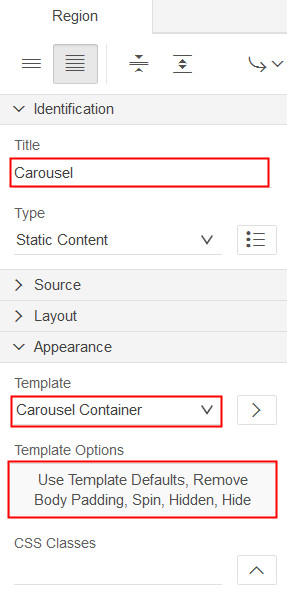 Region
Identification
Title
Carousel
Type
Static Content
Source
Layout
Appearance
Template
Carousel Container
Template Options
Use Template Defaults, Remove
Body Padding, Spin, Hidden, Hide
CSS Classes